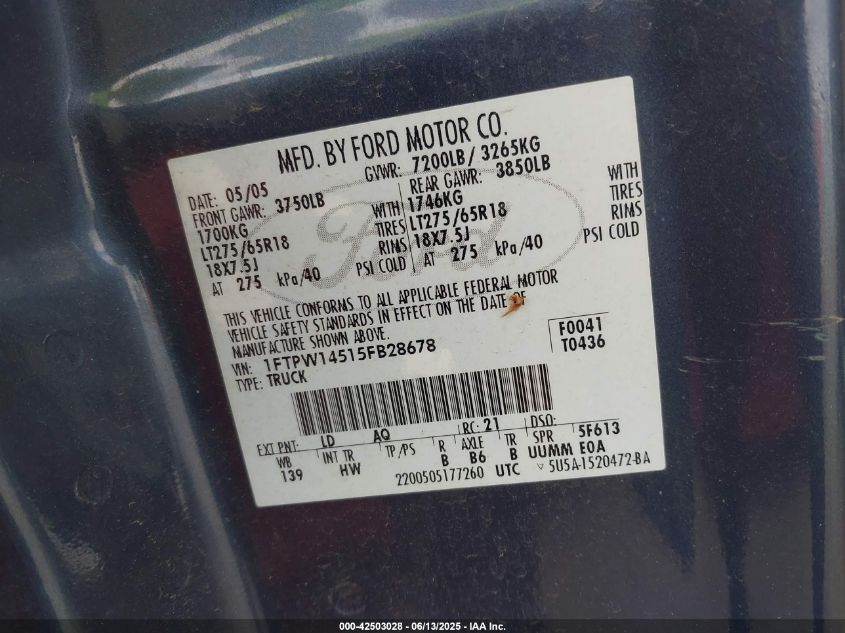 MFD. BY FORD MOTOR CO.
DATE: 05/05 GVWR: 7200LB / 3265KG
FRONT GAWR: 3750LB REAR GAWR: 3850LB
1700KG WITH 1746KG WITH
LT275/65R18 TIRES LT275/65R18 TIRES
18X7.5J RIMS 18X7.5J RIMS
AT 275 kPa/40 PSI COLD AT 275 kPa/40 PSI COLD
THIS VEHICLE CONFORMS TO ALL APPLICABLE FEDERAL MOTOR
VEHICLE SAFETY STANDARDS IN EFFECT ON THE DATE OF
MANUFACTURE SHOWN ABOVE.
VIN: 1FTPW14515FB28678 F0041
TYPE: TRUCK T0436
Ford
EXT PNT: LD AQ RC: 21 DSO:
WB INT TR TP/PS R AXLE TR SPR 5F613
139 HW B B6 B UUMM EOA
2200505177260 UTC 5U5A-1520472-BA
000-42503028 - 06/13/2025 - IAA Inc.